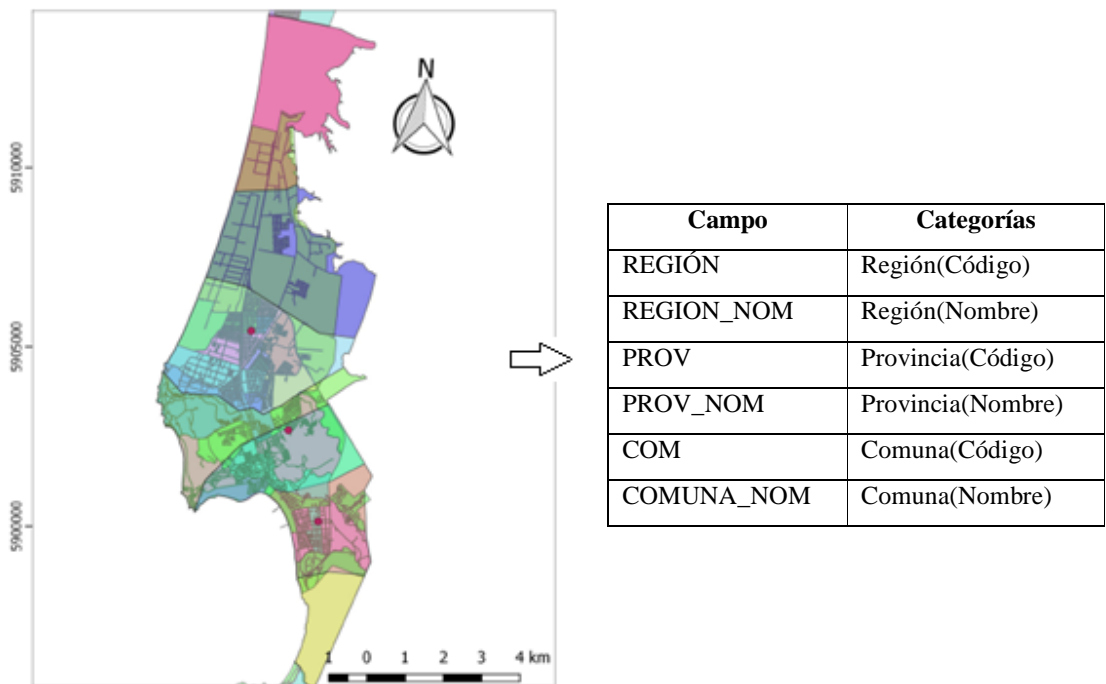 N
5910000
5905000
5900000
1 0 1 2 3 4 km
Campo Categorías
REGIÓN Región(Código)
REGION_NOM Región(Nombre)
PROV Provincia(Código)
PROV_NOM Provincia(Nombre)
COM Comuna(Código)
COMUNA_NOM Comuna(Nombre)